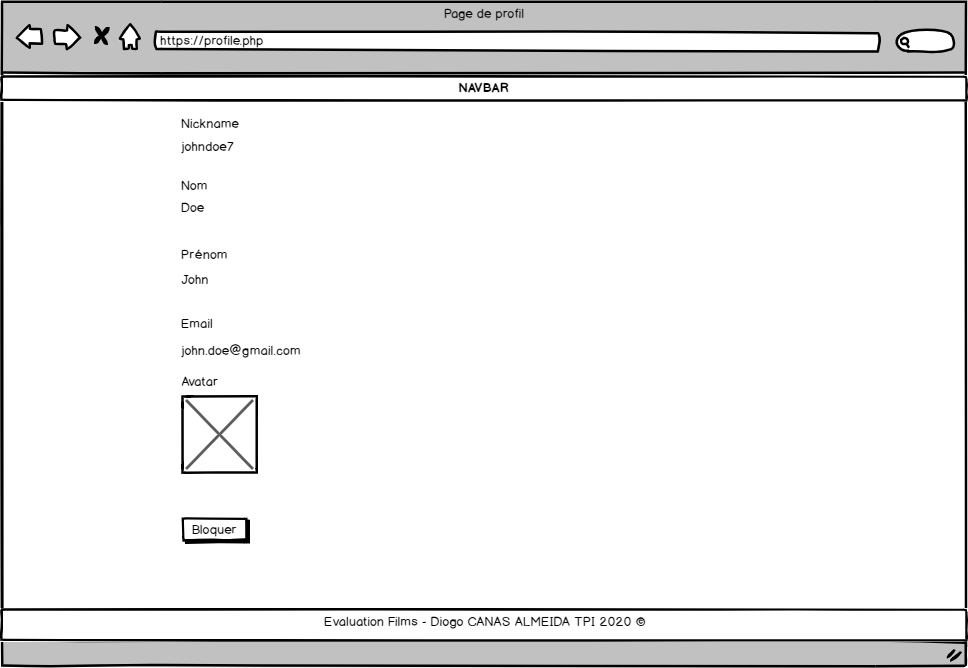 Page de profil
https://profile.php
NAVBAR
Nickname
johndoe7
Nom
Doe
Prénom
John
Email
john.doe@gmail.com
Avatar
Bloquer
Evaluation Films - Diogo CANAS ALMEIDA TPI 2020 ©